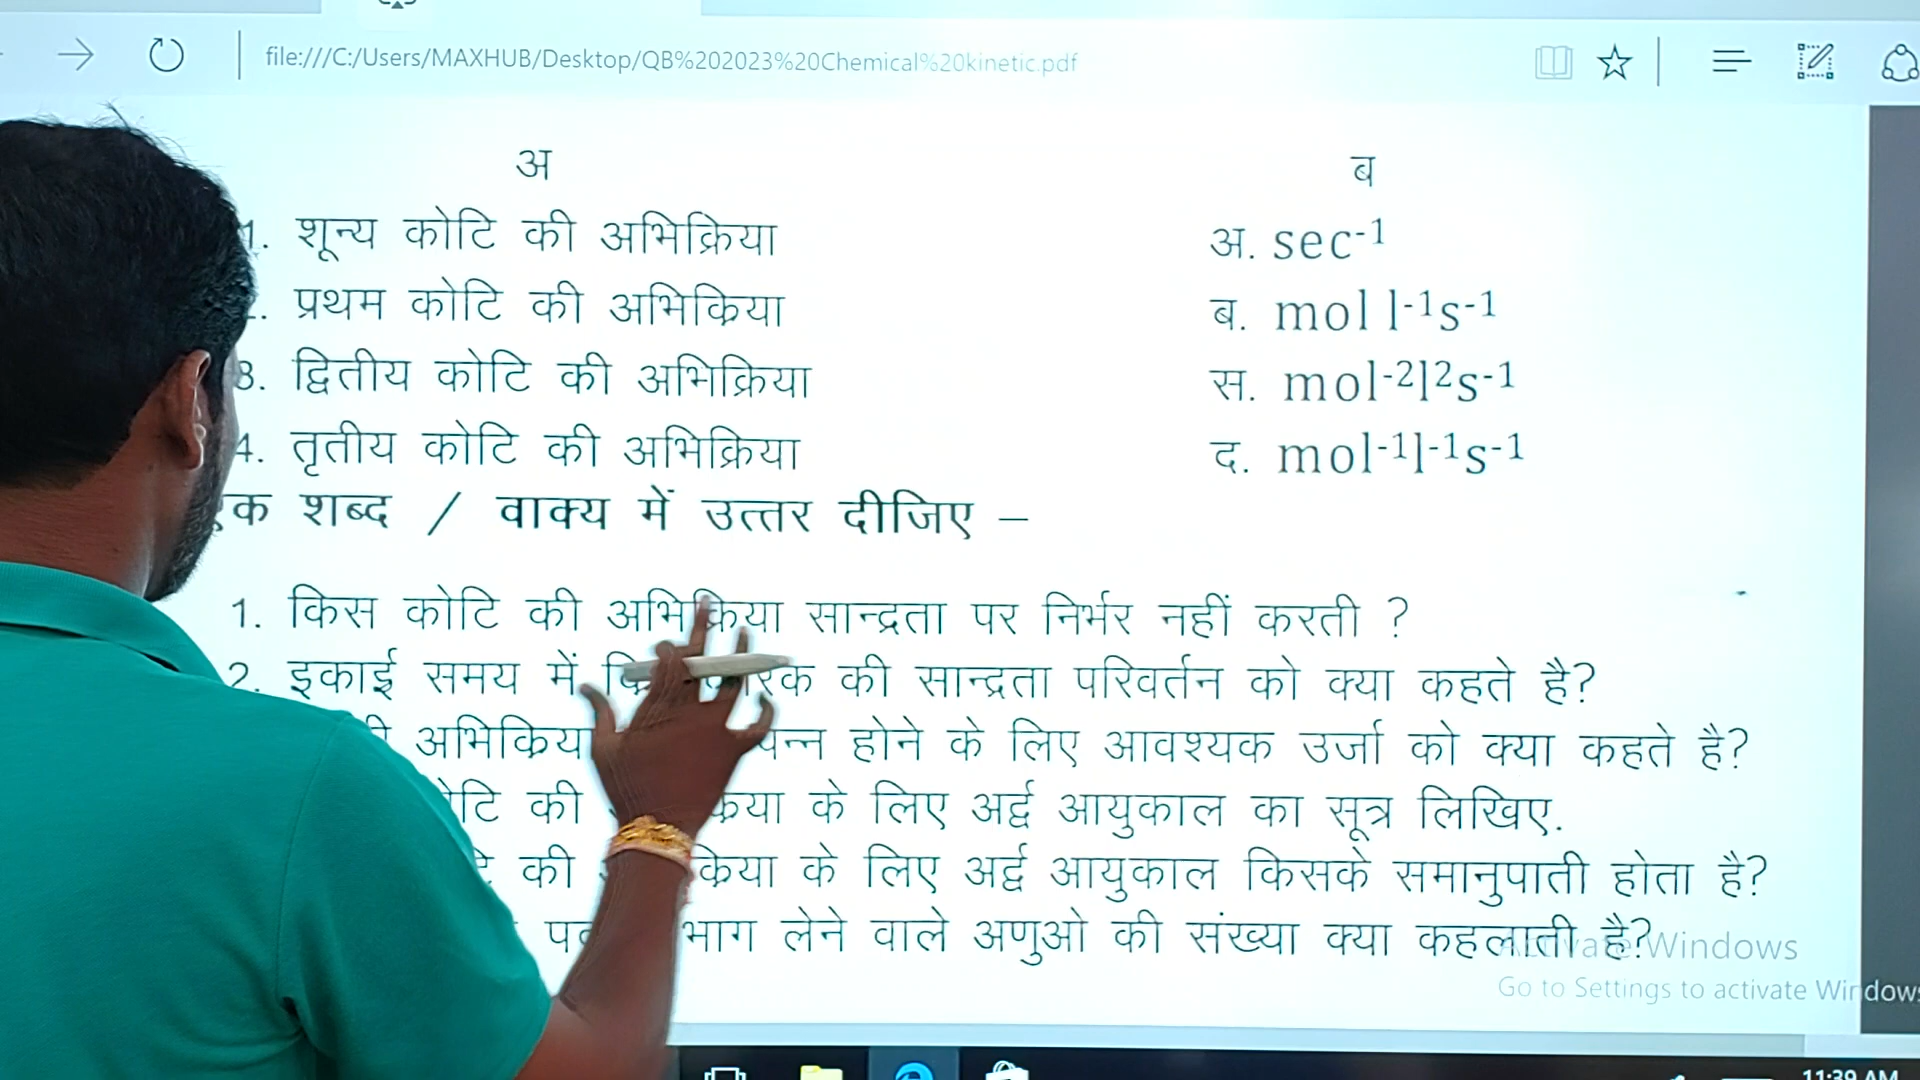 file:///C:/Users/MAXHUB/Desktop/QB%202023%20Chemical%20kinetic.pdf
अ ब
1. शून्य कोटि की अभिक्रिया अ. sec-1
. प्रथम कोटि की अभिकिया ब. mol l-1s-1
3. द्वितीय कोटि की अभिक्रिया स. mol-2l2s-1
4. तृतीय कोटि की अभिक्रिया द. mol-1l-1s-1
शब्द / वाक्य में उत्तर दीजिए –
1. किस कोटि की अभिक्रिया सान्द्रता पर निर्भर नहीं करती ?
2. इकाई समय में की सान्द्रता परिवर्तन को क्या कहते है?
होने के लिए आवश्यक उर्जा को क्या कहते है?
की के लिए अर्द्व आयुकाल का सूत्र लिखिए.
की के लिए अर्द्व आयुकाल किसके समानुपाती होता है?
भाग लेने वाले अणुओ की संख्या क्या कहलाती है?
Activate Windows
Go to Settings to activate Windows
11:39 AM